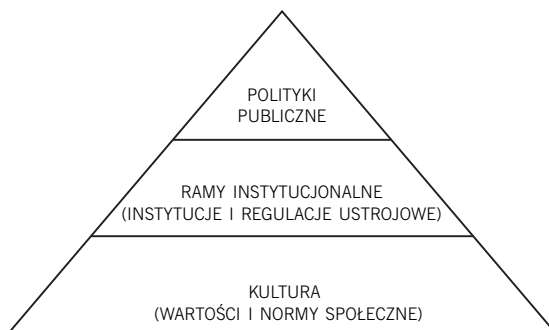 POLITYKI
PUBLICZNE
RAMY INSTYTUCJONALNE
(INSTYTUCJE I REGULACJE USTROJOWE)
KULTURA
(WARTOŚCI I NORMY SPOŁECZNE)